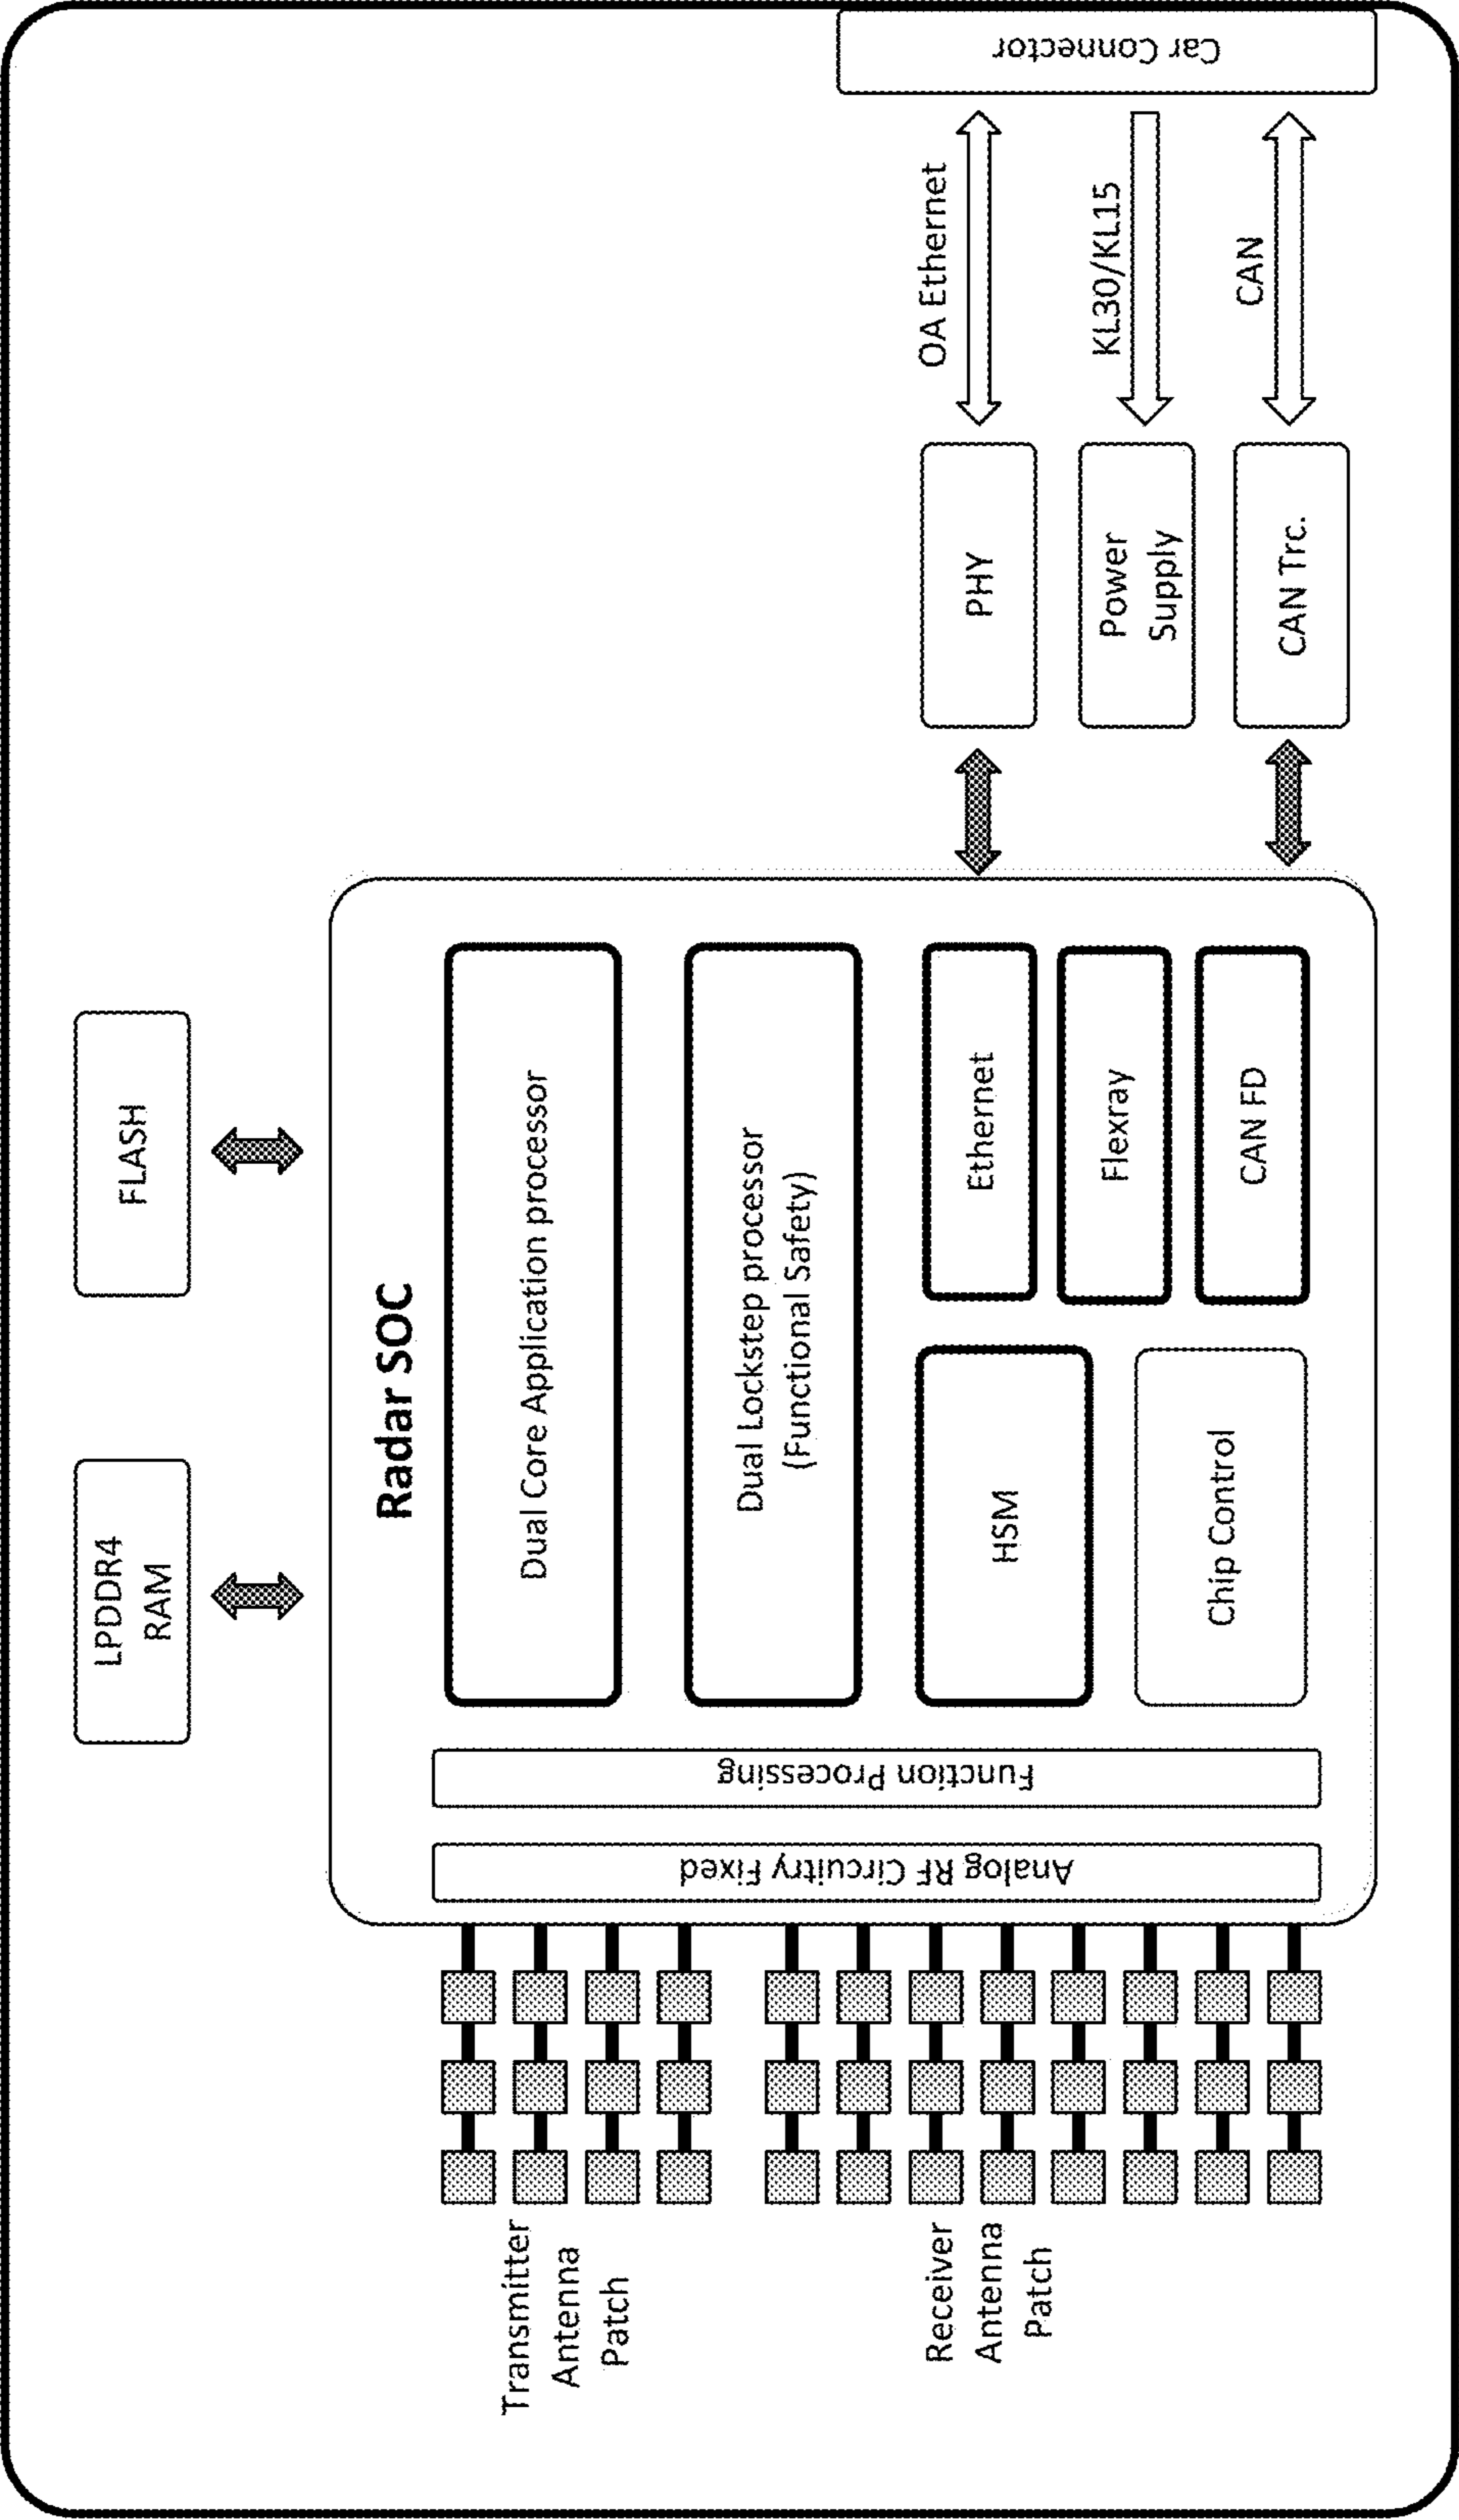 LPDDR4
RAM
FLASH
Radar SOC
Dual Core Application processor
Dual Lockstep processor
(Functional Safety)
HSM
Chip Control
Ethernet
Flexray
CAN FD
Function Processing
Analog RF Circuitry Fixed
Transmitter
Antenna
Patch
Receiver
Antenna
Patch
PHY
Power
Supply
CAN Trc.
OA Ethernet
KL30/KL15
CAN
Car Connector